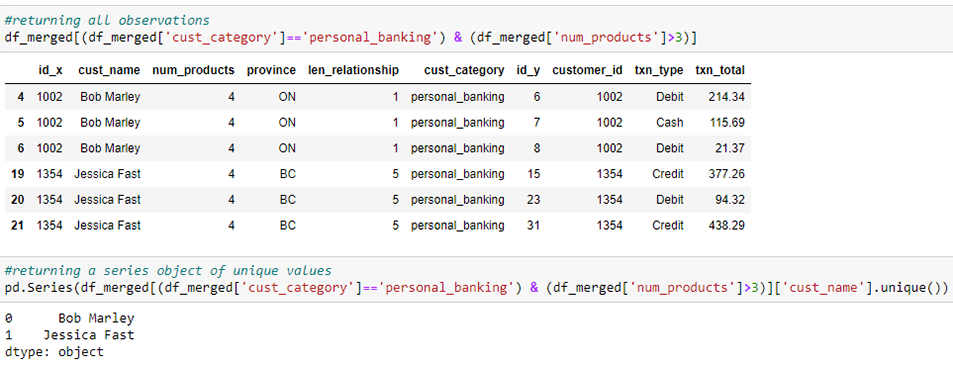 #returning all observations
df_merged[(df_merged['cust_category']=='personal_banking') & (df_merged['num_products']>3)]
id_x cust_name num_products province len_relationship cust_category id_y customer_id txn_type txn_total
4 1002 Bob Marley 4 ON 1 personal_banking 6 1002 Debit 214.34
5 1002 Bob Marley 4 ON 1 personal_banking 7 1002 Cash 115.69
6 1002 Bob Marley 4 ON 1 personal_banking 8 1002 Debit 21.37
19 1354 Jessica Fast 4 BC 5 personal_banking 15 1354 Credit 377.26
20 1354 Jessica Fast 4 BC 5 personal_banking 23 1354 Debit 94.32
21 1354 Jessica Fast 4 BC 5 personal_banking 31 1354 Credit 438.29
#returning a series object of unique values
pd.Series(df_merged[(df_merged['cust_category']=='personal_banking') & (df_merged['num_products']>3)]['cust_name'].unique())
0 Bob Marley
1 Jessica Fast
dtype: object